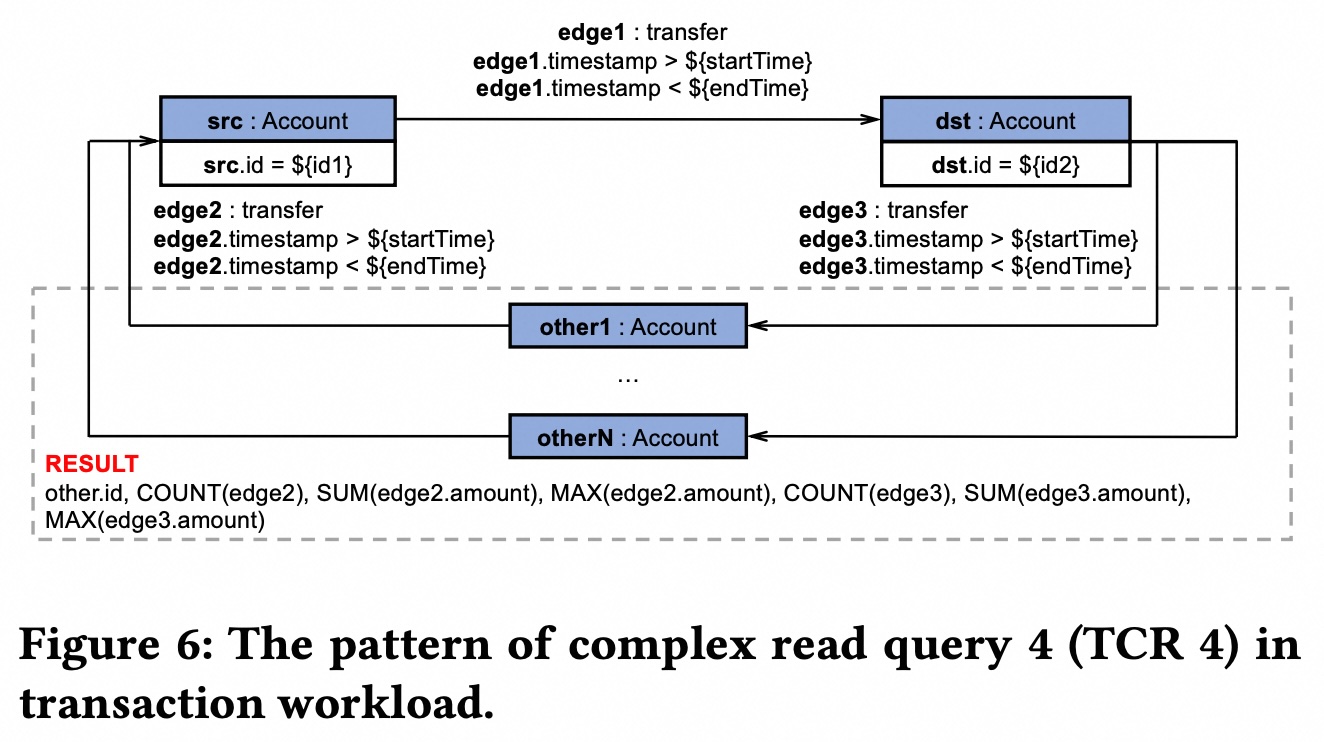 edge1 : transfer
edge1.timestamp > ${startTime}
edge1.timestamp < ${endTime}
src : Account
src.id = ${id1}
dst : Account
dst.id = ${id2}
edge2 : transfer
edge2.timestamp > ${startTime}
edge2.timestamp < ${endTime}
edge3 : transfer
edge3.timestamp > ${startTime}
edge3.timestamp < ${endTime}
other1 : Account
...
otherN : Account
RESULT
other.id, COUNT(edge2), SUM(edge2.amount), MAX(edge2.amount), COUNT(edge3), SUM(edge3.amount),
MAX(edge3.amount)
Figure 6: The pattern of complex read query 4 (TCR 4) in
transaction workload.